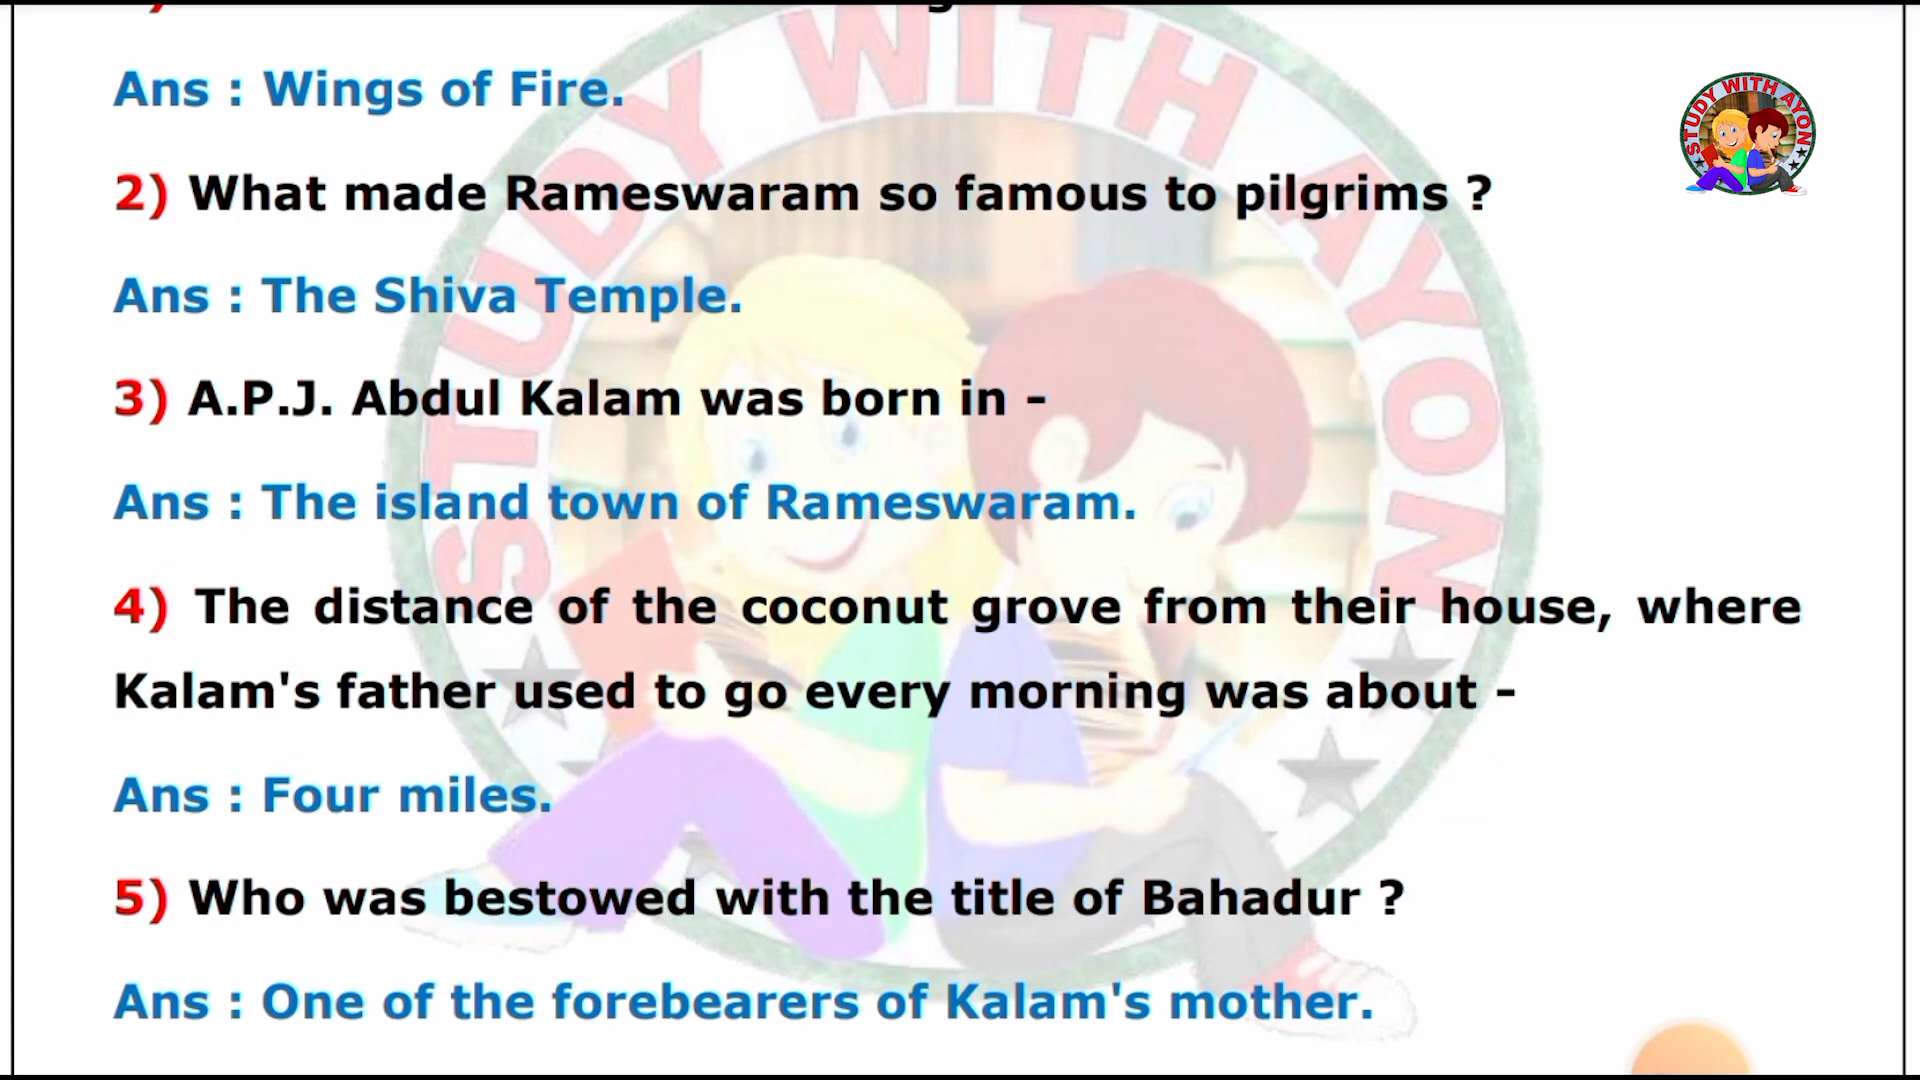 Ans : Wings of Fire.
STUDY WITH AYON
2) What made Rameswaram so famous to pilgrims ?
Ans : The Shiva Temple.
3) A.P.J. Abdul Kalam was born in -
Ans : The island town of Rameswaram.
4) The distance of the coconut grove from their house, where
Kalam's father used to go every morning was about -
Ans : Four miles.
5) Who was bestowed with the title of Bahadur ?
Ans : One of the forebearers of Kalam's mother.
STUDY WITH AYON